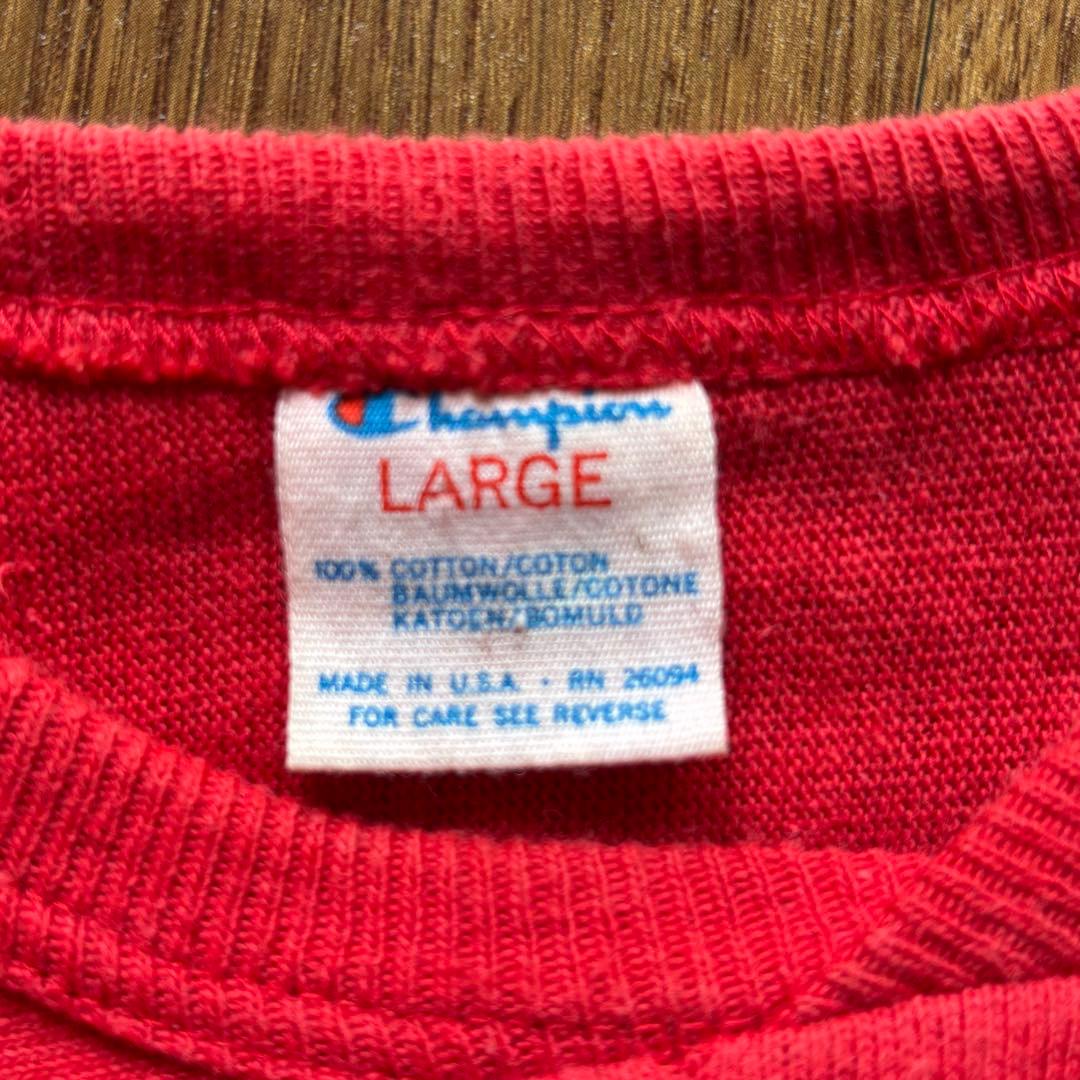 Champion
LARGE
100% COTTON/COTON
BAUMWOLLE/COTONE
KATOEN/BOMULD
MADE IN U.S.A. · RN 26094
FOR CARE SEE REVERSE